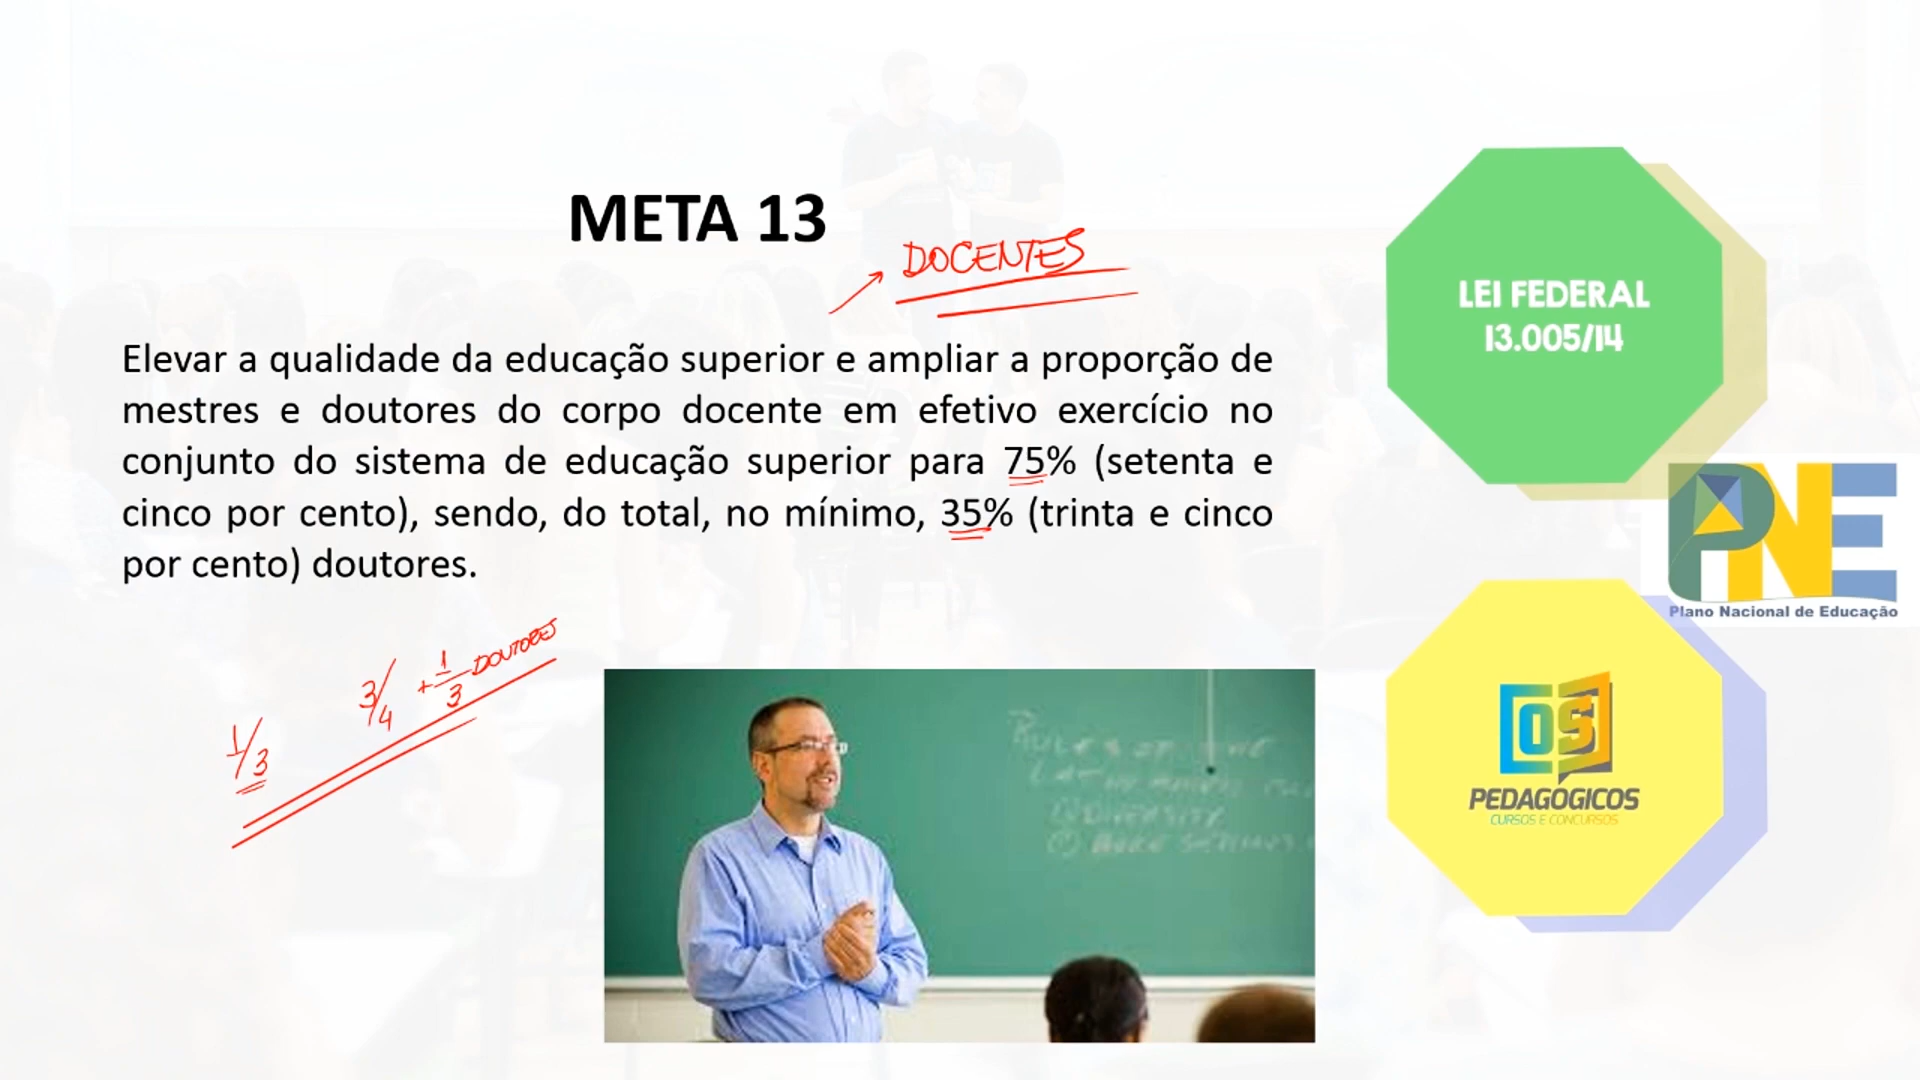 META 13
DOCENTES
Elevar a qualidade da educação superior e ampliar a proporção de
mestres e doutores do corpo docente em efetivo exercício no
conjunto do sistema de educação superior para 75% (setenta e
cinco por cento), sendo, do total, no mínimo, 35% (trinta e cinco
por cento) doutores.
1/3
3/4 + 1/3 DOUTORES
LEI FEDERAL
13.005/14
PNE
Plano Nacional de Educação
OS
PEDAGÓGICOS
CURSOS E CONCURSOS
DIVERSITY